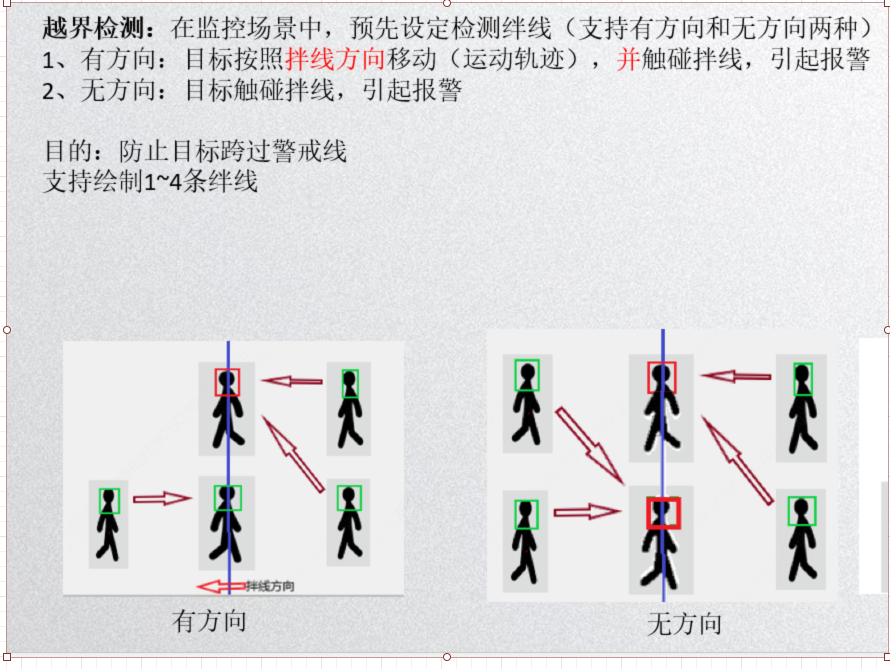 越界检测：在监控场景中，预先设定检测绊线（支持有方向和无方向两种）
1、有方向：目标按照拌线方向移动（运动轨迹），并触碰拌线，引起报警
2、无方向：目标触碰拌线，引起报警
目的：防止目标跨过警戒线
支持绘制1~4条绊线
拌线方向
有方向
无方向